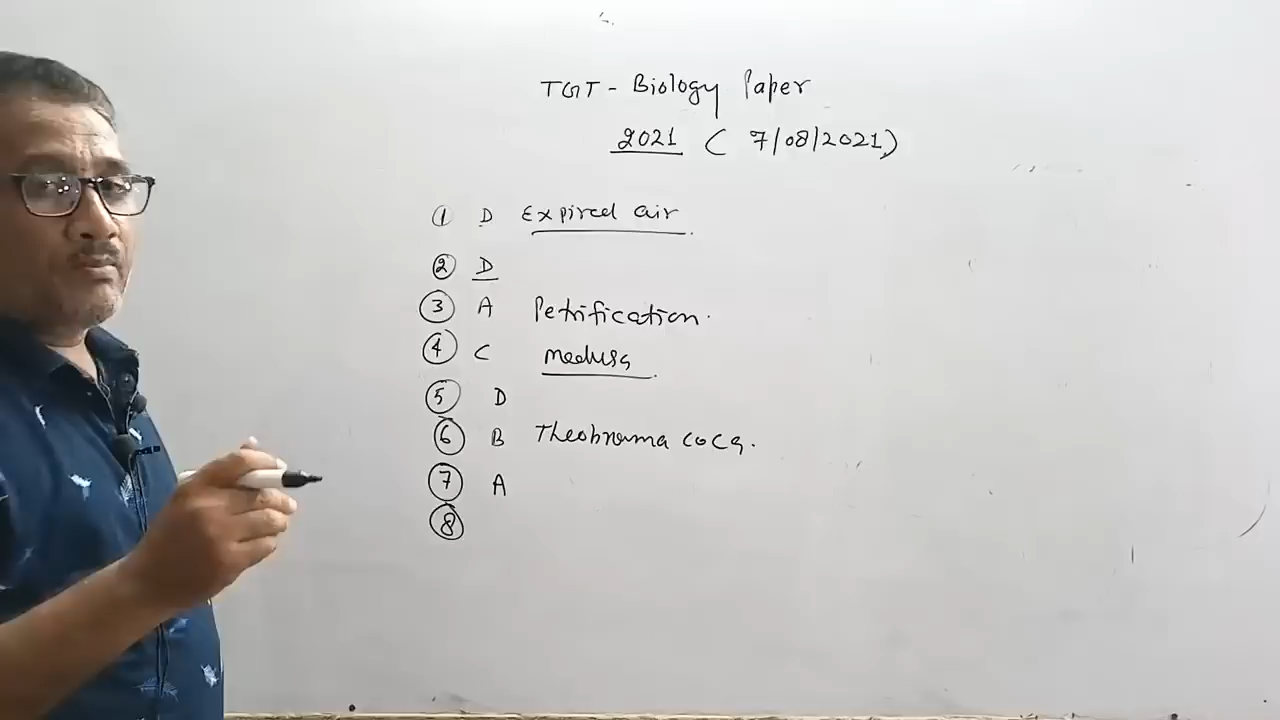 TGT - Biology Paper
2021 ( 7/08/2021)
1 D Expired air
2 D
3 A Petrification.
4 C medusa
5 D
6 B Theobroma coca.
7 A
8